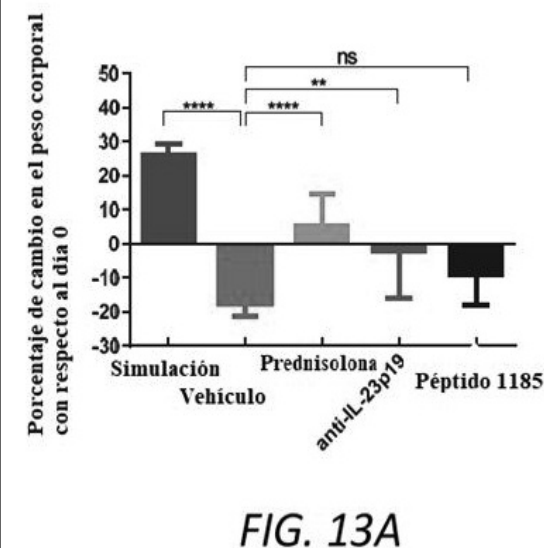 Porcentaje de cambio en el peso corporal
con respecto al día 0
ns
**
**** ****
50
40
30
20
10
0
-10
-20
-30
Simulación
Vehículo
Prednisolona
anti-IL-23p19
Péptido 1185
FIG. 13A